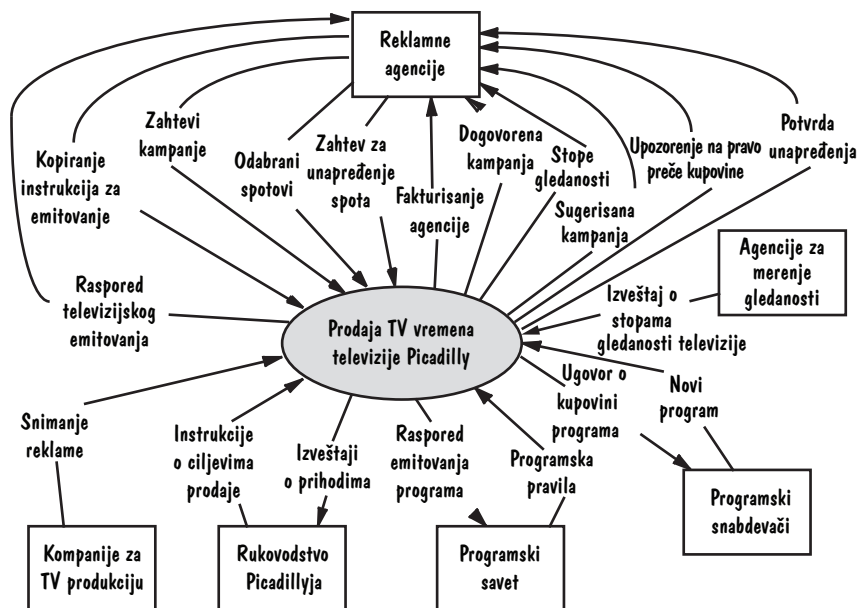 Reklamne
agencije
Zahtevi
kampanje
Kopiranje
instrukcija za
emitovanje
Odabrani
spotovi
Zahtev za
unapređenje
spota
Fakturisanje
agencije
Dogovorena
kampanja
Stope
gledanosti
Sugerisana
kampanja
Upozorenje na pravo
preče kupovine
Potvrda
unapređenja
Raspored
televizijskog
emitovanja
Prodaja TV vremena
televizije Picadilly
Agencije za
merenje
gledanosti
Izveštaj o
stopama
gledanosti televizije
Ugovor o
kupovini
programa
Novi
program
Snimanje
reklame
Instrukcije
o ciljevima
prodaje
Izveštaji
o prihodima
Raspored
emitovanja
programa
Programska
pravila
Kompanije za
TV produkciju
Rukovodstvo
Picadillyja
Programski
savet
Programski
snabdevači